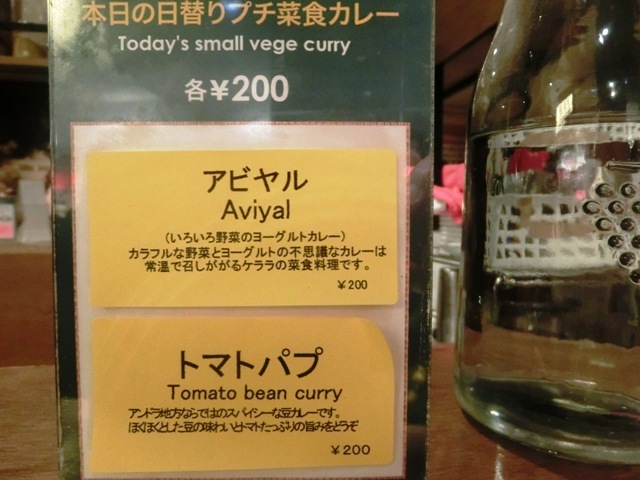 本日の日替りプチ菜食カレー
Today's small vege curry
各¥200
アビヤル
Aviyal
(いろいろ野菜のヨーグルトカレー)
カラフルな野菜とヨーグルトの不思議なカレーは
常温で召しががるケララの菜食料理です。
¥200
トマトパプ
Tomato bean curry
アンドラ地方ならではのスパイシーな豆カレーです。
ほくほくとした豆の味わいとトマトたっぷりの旨みをどうぞ
¥200